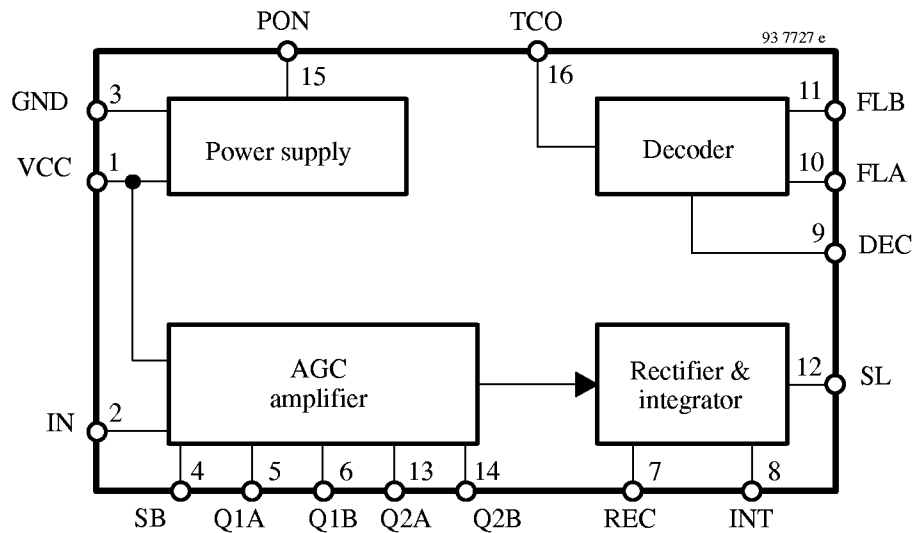 PON
TCO
93 7727 e
GND
3
15
16
11
FLB
Power supply
Decoder
VCC
1
10
FLA
9
DEC
AGC
amplifier
Rectifier &
integrator
12
SL
IN
2
4
5
6
13
14
7
8
SB
Q1A
Q1B
Q2A
Q2B
REC
INT